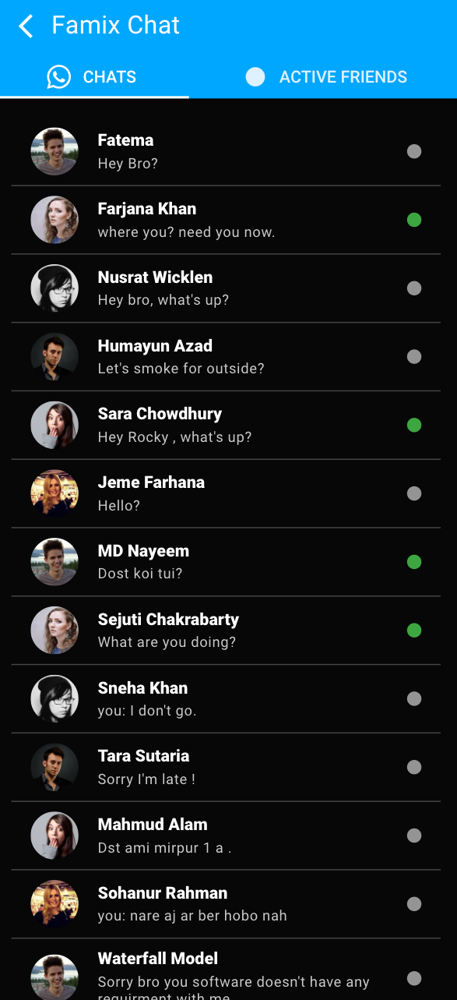 Famix Chat
CHATS
ACTIVE FRIENDS
Fatema
Hey Bro?
Farjana Khan
where you? need you now.
Nusrat Wicklen
Hey bro, what's up?
Humayun Azad
Let's smoke for outside?
Sara Chowdhury
Hey Rocky , what's up?
Jeme Farhana
Hello?
MD Nayeem
Dost koi tui?
Sejuti Chakrabarty
What are you doing?
Sneha Khan
you: I don't go.
Tara Sutaria
Sorry I'm late !
Mahmud Alam
Dst ami mirpur 1 a .
Sohanur Rahman
you: nare aj ar ber hobo nah
Waterfall Model
Sorry bro you software doesn't have any
requirment with me